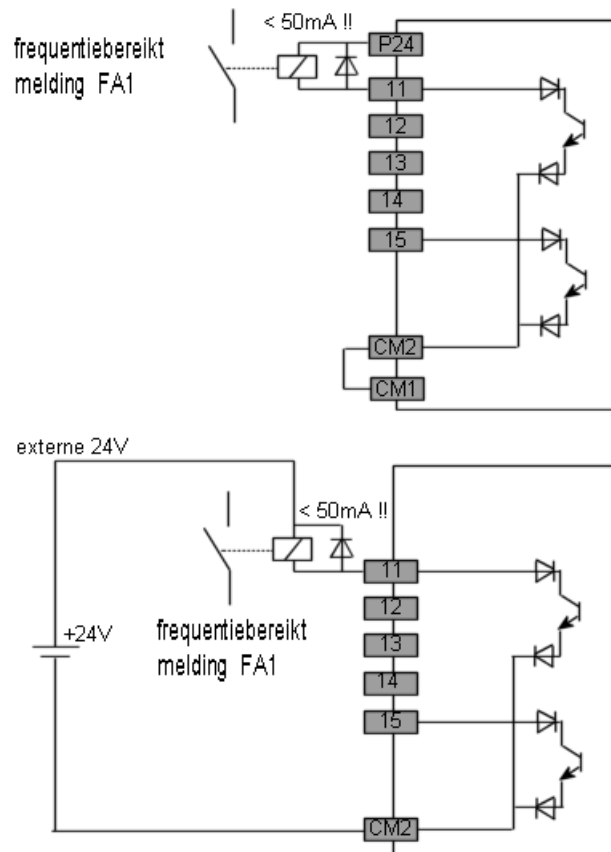 < 50mA !!
frequentiebereikt
melding FA1
P24
11
12
13
14
15
CM2
CM1
externe 24V
< 50mA !!
+24V
frequentiebereikt
melding FA1
11
12
13
14
15
CM2